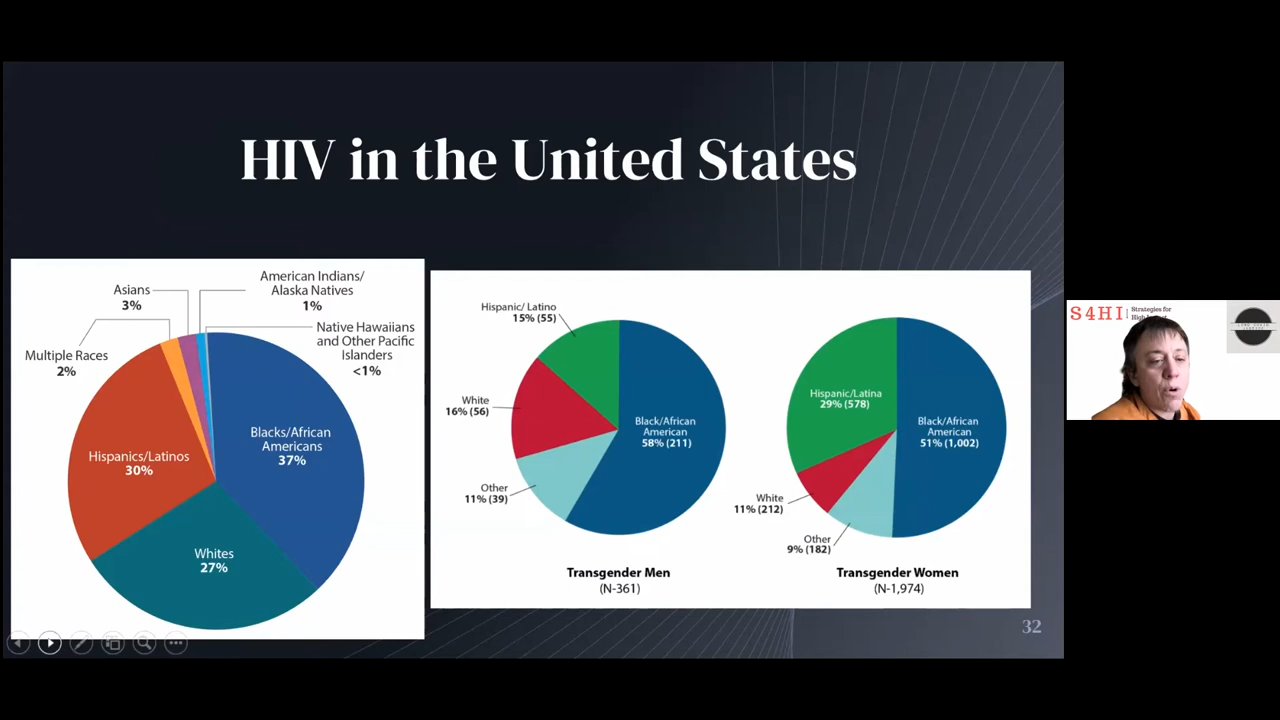 HIV in the United States
American Indians/
Alaska Natives
1%
Asians
3%
Native Hawaiians
and Other Pacific
Islanders
<1%
Multiple Races
2%
Blacks/African
Americans
37%
Hispanics/Latinos
30%
Whites
27%
Hispanic/ Latino
15% (55)
White
16% (56)
Black/African
American
58% (211)
Other
11% (39)
Transgender Men
(N-361)
Hispanic/Latina
29% (578)
Black/African
American
51% (1,002)
White
11% (212)
Other
9% (182)
Transgender Women
(N-1,974)
32
S4HI
Strategies for
High